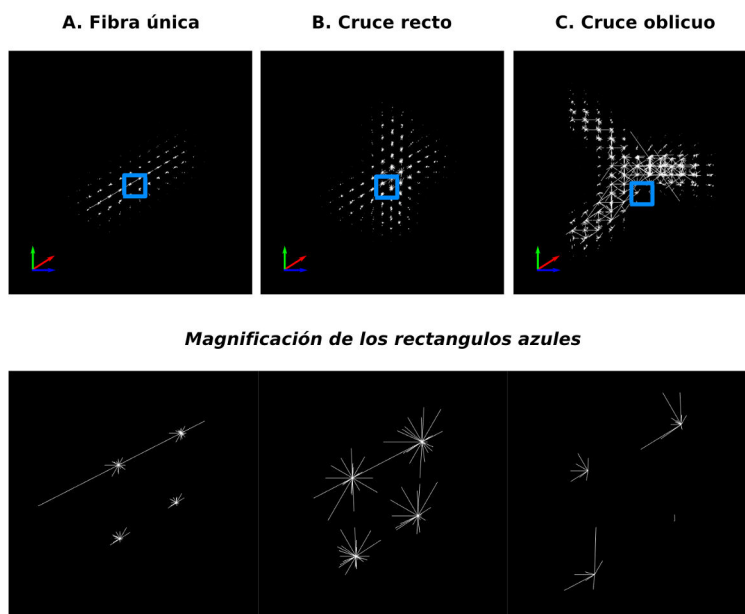 A. Fibra única
B. Cruce recto
C. Cruce oblicuo
Magnificación de los rectangulos azules